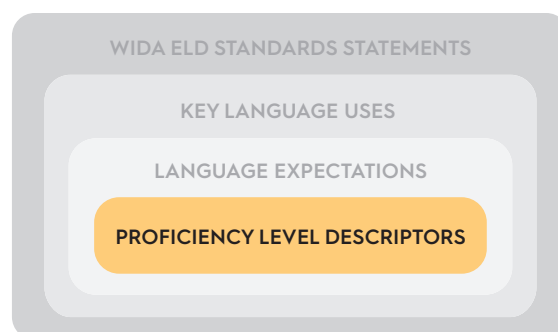 WIDA ELD STANDARDS STATEMENTS
KEY LANGUAGE USES
LANGUAGE EXPECTATIONS
PROFICIENCY LEVEL DESCRIPTORS